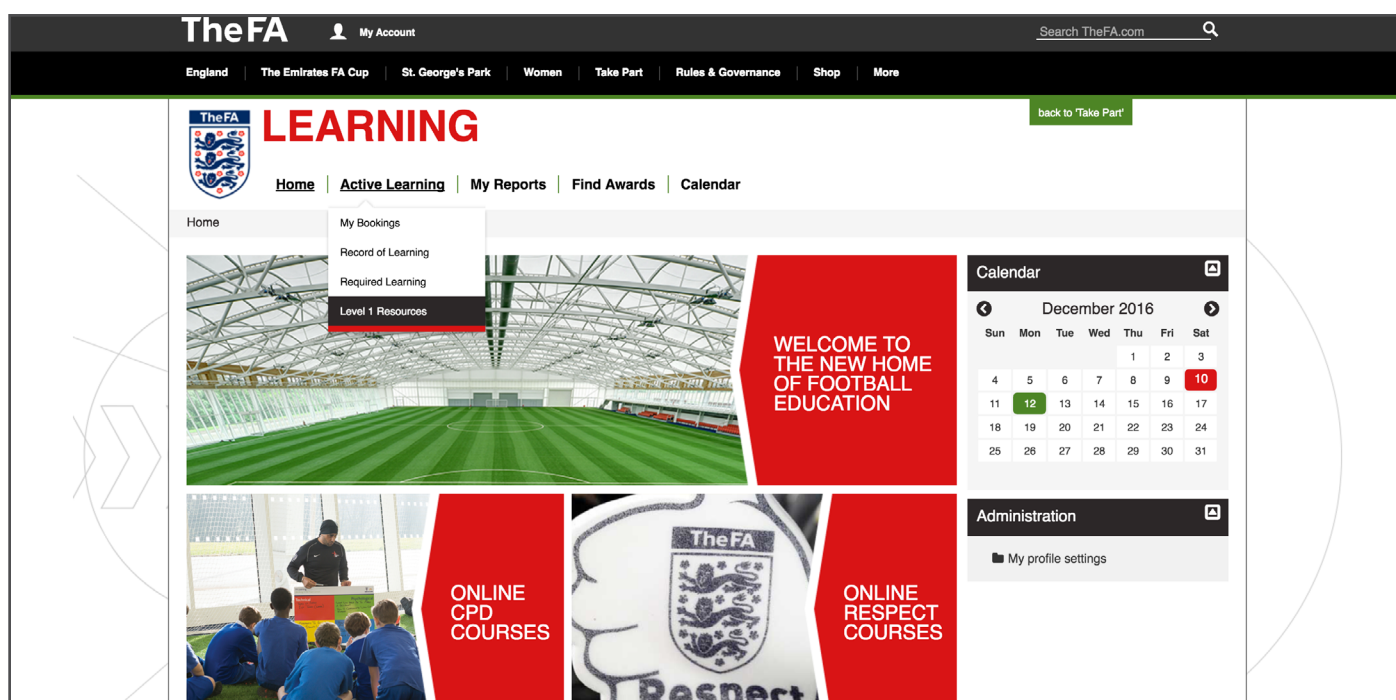 TheFA
My Account
Search TheFA.com
England
The Emirates FA Cup
St. George's Park
Women
Take Part
Rules & Governance
Shop
More
back to 'Take Part'
TheFA
LEARNING
Home
Active Learning
My Reports
Find Awards
Calendar
Home
My Bookings
Record of Learning
Required Learning
Level 1 Resources
WELCOME TO
THE NEW HOME
OF FOOTBALL
EDUCATION
Calendar
December 2016
Sun Mon Tue Wed Thu Fri Sat
1 2 3
4 5 6 7 8 9 10
11 12 13 14 15 16 17
18 19 20 21 22 23 24
25 26 27 28 29 30 31
Administration
My profile settings
ONLINE
CPD
COURSES
TheFA
Respect
ONLINE
RESPECT
COURSES